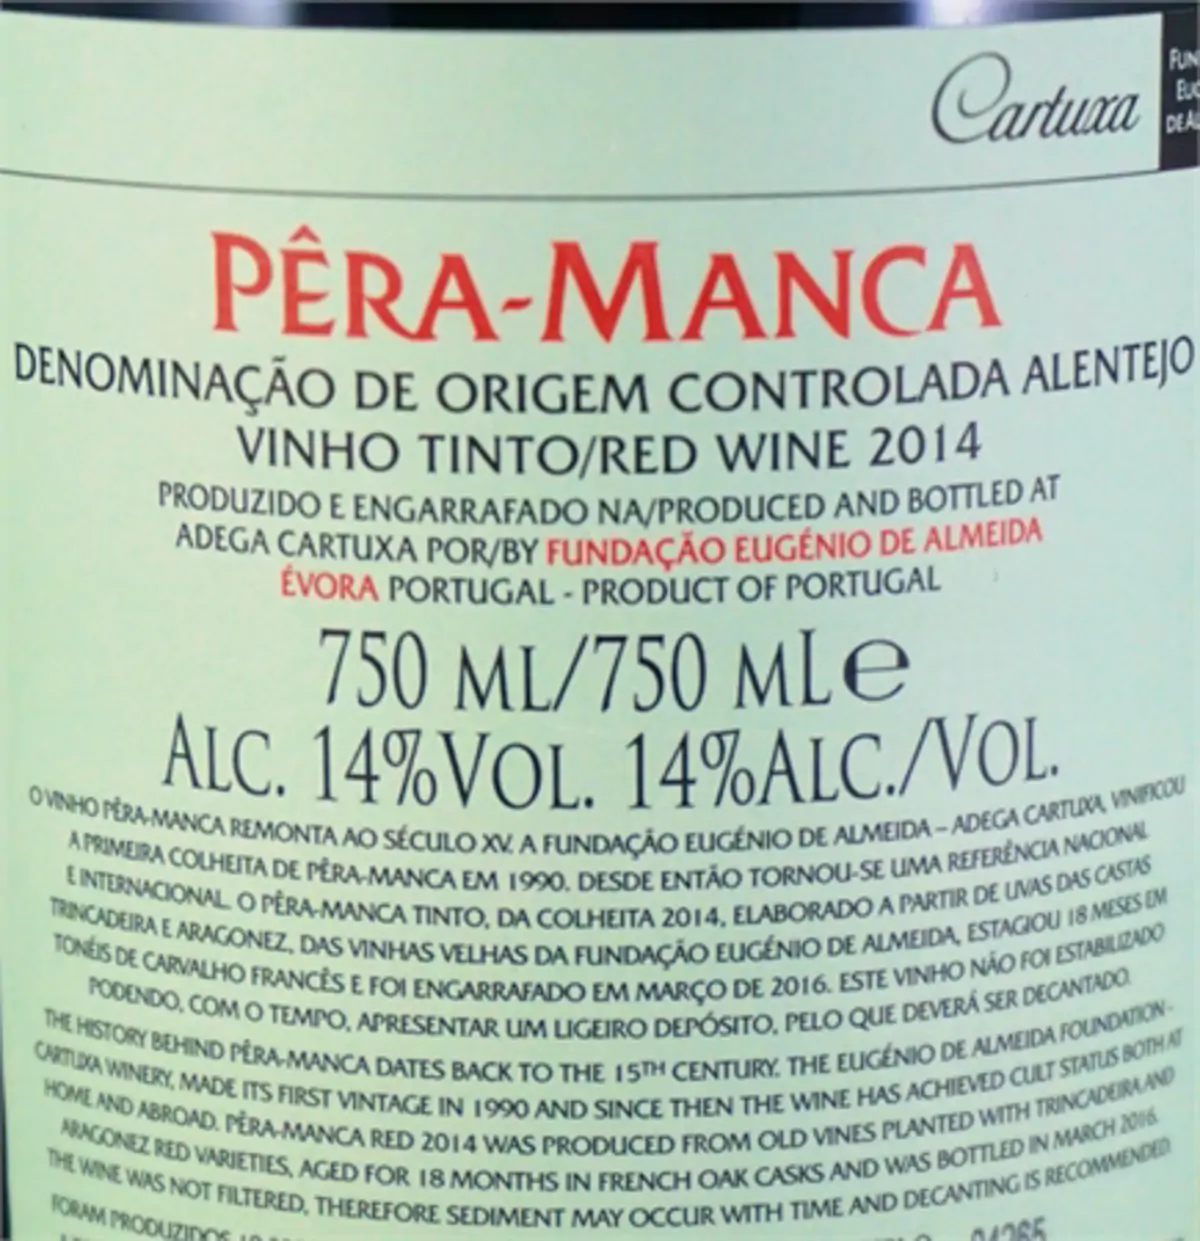 Cartuxa
FUN
EUG
DE AL
PÊRA-MANCA
DENOMINAÇÃO DE ORIGEM CONTROLADA ALENTEJO
VINHO TINTO/RED WINE 2014
PRODUZIDO E ENGARRAFADO NA/PRODUCED AND BOTTLED AT
ADEGA CARTUXA POR/BY FUNDAÇÃO EUGÉNIO DE ALMEIDA
ÉVORA PORTUGAL - PRODUCT OF PORTUGAL
750 ML/750 mL e
ALC. 14%VOL. 14%ALC./VOL.
O VINHO PÊRA-MANCA REMONTA AO SÉCULO XV. A FUNDAÇÃO EUGÉNIO DE ALMEIDA – ADEGA CARTUXA, VINIFICOU
A PRIMEIRA COLHEITA DE PÊRA-MANCA EM 1990. DESDE ENTÃO TORNOU-SE UMA REFERÊNCIA NACIONAL
E INTERNACIONAL. O PÊRA-MANCA TINTO, DA COLHEITA 2014, ELABORADO A PARTIR DE UVAS DAS CASTAS
TRINCADEIRA E ARAGONEZ, DAS VINHAS VELHAS DA FUNDAÇÃO EUGÉNIO DE ALMEIDA, ESTAGIOU 18 MESES EM
TONÉIS DE CARVALHO FRANCÊS E FOI ENGARRAFADO EM MARÇO DE 2016. ESTE VINHO NÃO FOI ESTABILIZADO
PODENDO, COM O TEMPO, APRESENTAR UM LIGEIRO DEPÓSITO, PELO QUE DEVERÁ SER DECANTADO.
THE HISTORY BEHIND PÊRA-MANCA DATES BACK TO THE 15TH CENTURY. THE EUGÉNIO DE ALMEIDA FOUNDATION -
CARTUXA WINERY, MADE ITS FIRST VINTAGE IN 1990 AND SINCE THEN THE WINE HAS ACHIEVED CULT STATUS BOTH AT
HOME AND ABROAD. PÊRA-MANCA RED 2014 WAS PRODUCED FROM OLD VINES PLANTED WITH TRINCADEIRA AND
ARAGONEZ RED VARIETIES, AGED FOR 18 MONTHS IN FRENCH OAK CASKS AND WAS BOTTLED IN MARCH 2016.
THE WINE WAS NOT FILTERED, THEREFORE SEDIMENT MAY OCCUR WITH TIME AND DECANTING IS RECOMMENDED.
FORAM PRODUZIDOS